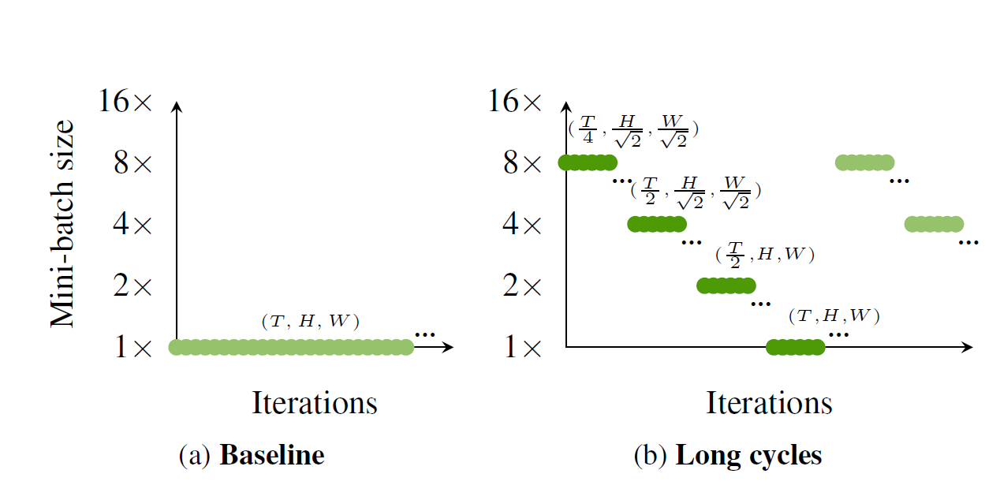 Mini-batch size
16×
8×
4×
2×
1×
(T, H, W)
...
Iterations
(a) Baseline
16×
8×
4×
2×
1×
(T/4, H/√2, W/√2)
...
(T/2, H/√2, W/√2)
...
(T/2, H, W)
...
(T, H, W)
...
...
...
Iterations
(b) Long cycles